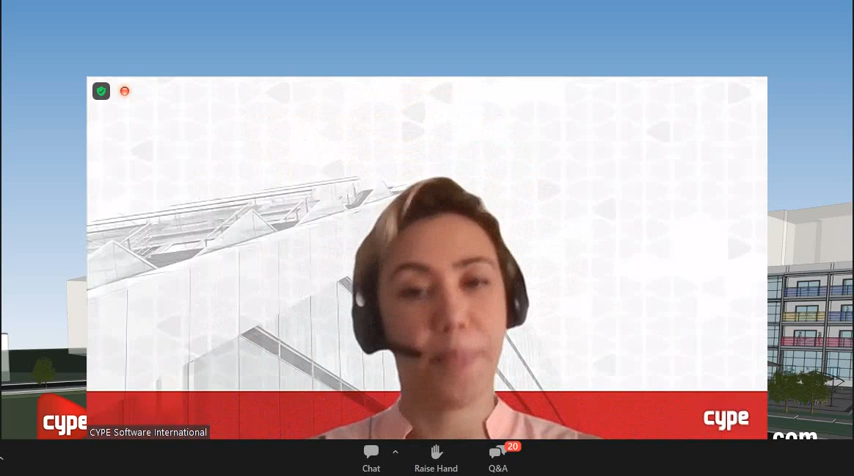 cype
CYPE Software International
cype
.com
Chat
Raise Hand
Q&A
20